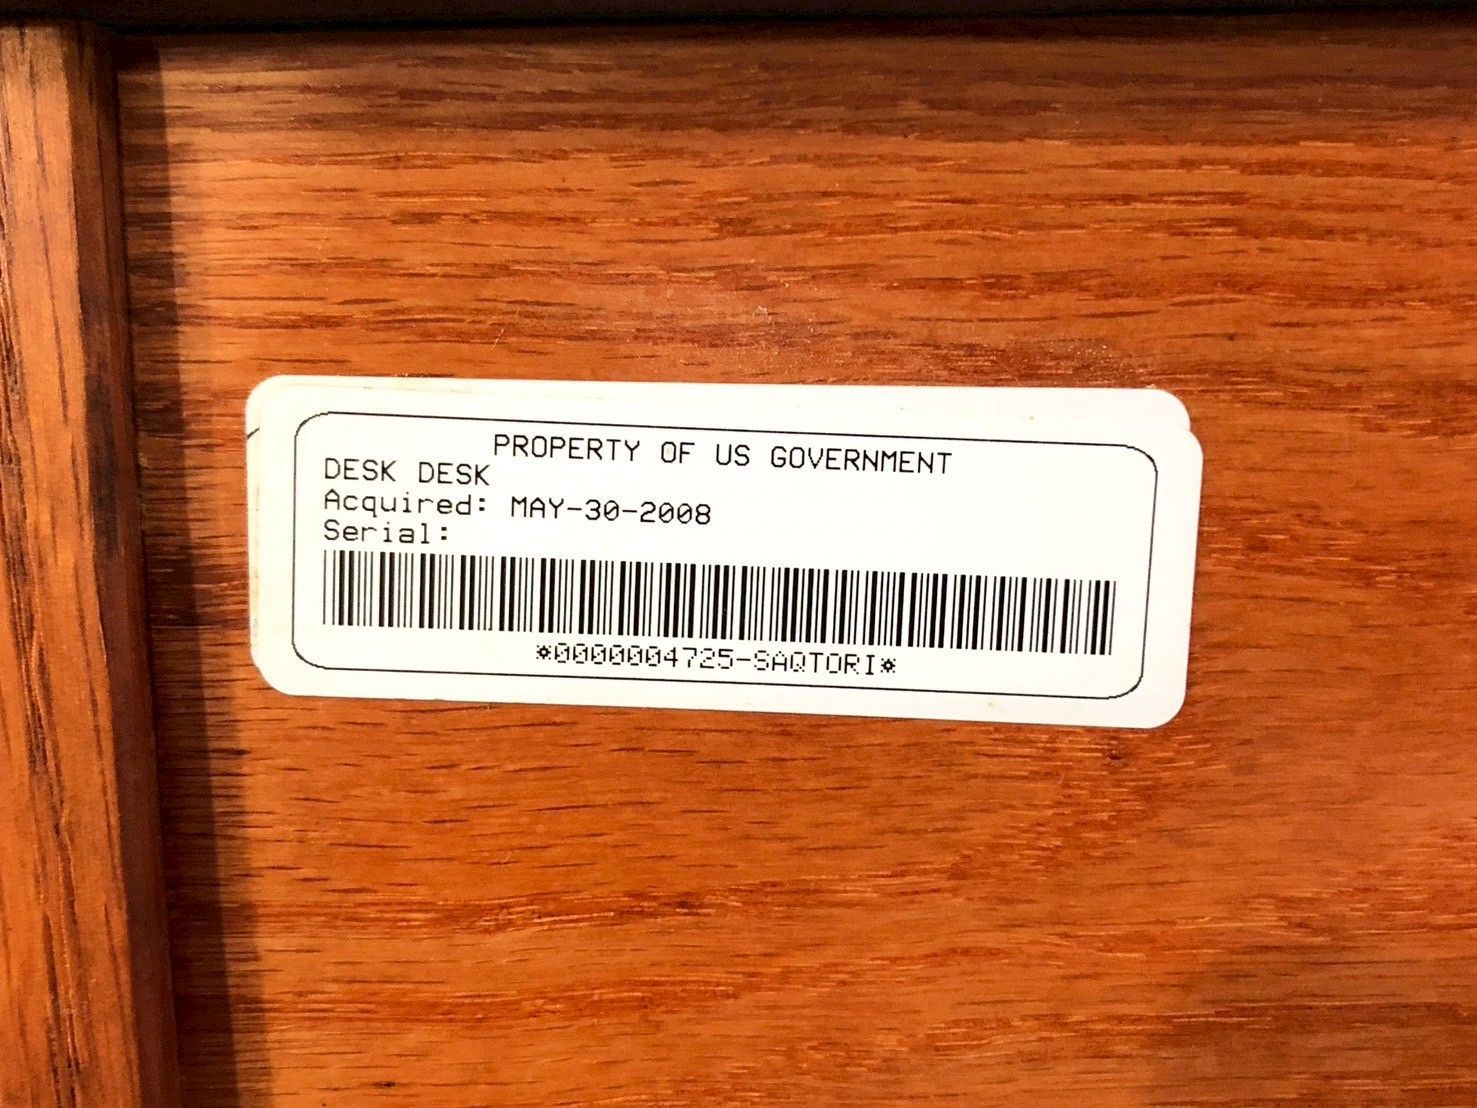 PROPERTY OF US GOVERNMENT
DESK DESK
Acquired: MAY-30-2008
Serial:
*0000004725-SAQTORI*